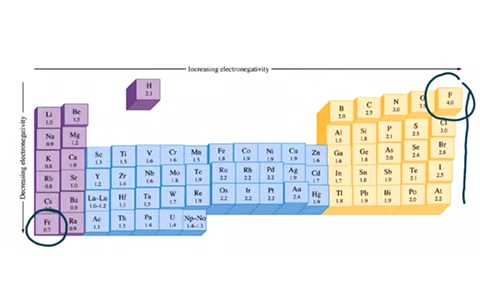 Increasing electronegativity
Decreasing electronegativity
H
2.1
F
4.0
Li
1.0
Be
1.5
B
2.0
C
2.5
N
3.0
O
Na
0.9
Mg
1.2
Al
1.5
Si
1.8
P
2.1
S
2.5
Cl
3.0
K
0.8
Ca
1.0
Sc
1.3
Ti
1.5
V
1.6
Cr
1.6
Mn
1.5
Fe
1.8
Co
1.9
Ni
1.9
Cu
1.9
Zn
1.6
Ga
1.6
Ge
1.8
As
2.0
Se
2.4
Br
2.8
Rb
0.8
Sr
1.0
Y
1.2
Zr
1.4
Nb
1.6
Mo
1.8
Tc
1.9
Ru
2.2
Rh
2.2
Pd
2.2
Ag
1.9
Cd
1.7
In
1.7
Sn
1.8
Sb
1.9
Te
2.1
I
2.5
Cs
Ba
0.9
La–Lu
1.0–1.2
Hf
1.3
Ta
1.5
W
1.7
Re
1.9
Os
2.2
Ir
2.2
Pt
2.2
Au
2.4
Hg
1.9
Tl
1.8
Pb
1.9
Bi
1.9
Po
2.0
At
2.2
Fr
0.7
Ra
0.9
Ac
1.1
Th
1.3
Pa
1.4
U
1.4
Np–No
1.4–1.3